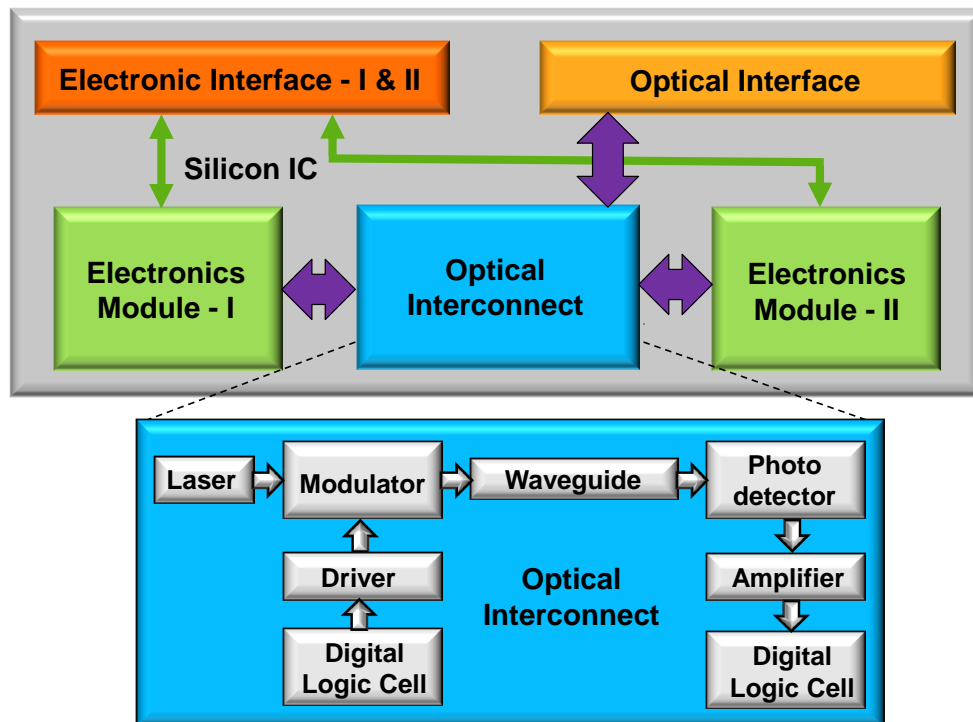 Electronic Interface - I & II
Optical Interface
Silicon IC
Electronics
Module - I
Optical
Interconnect
Electronics
Module - II
Laser
Modulator
Waveguide
Photo
detector
Driver
Optical
Interconnect
Amplifier
Digital
Logic Cell
Digital
Logic Cell